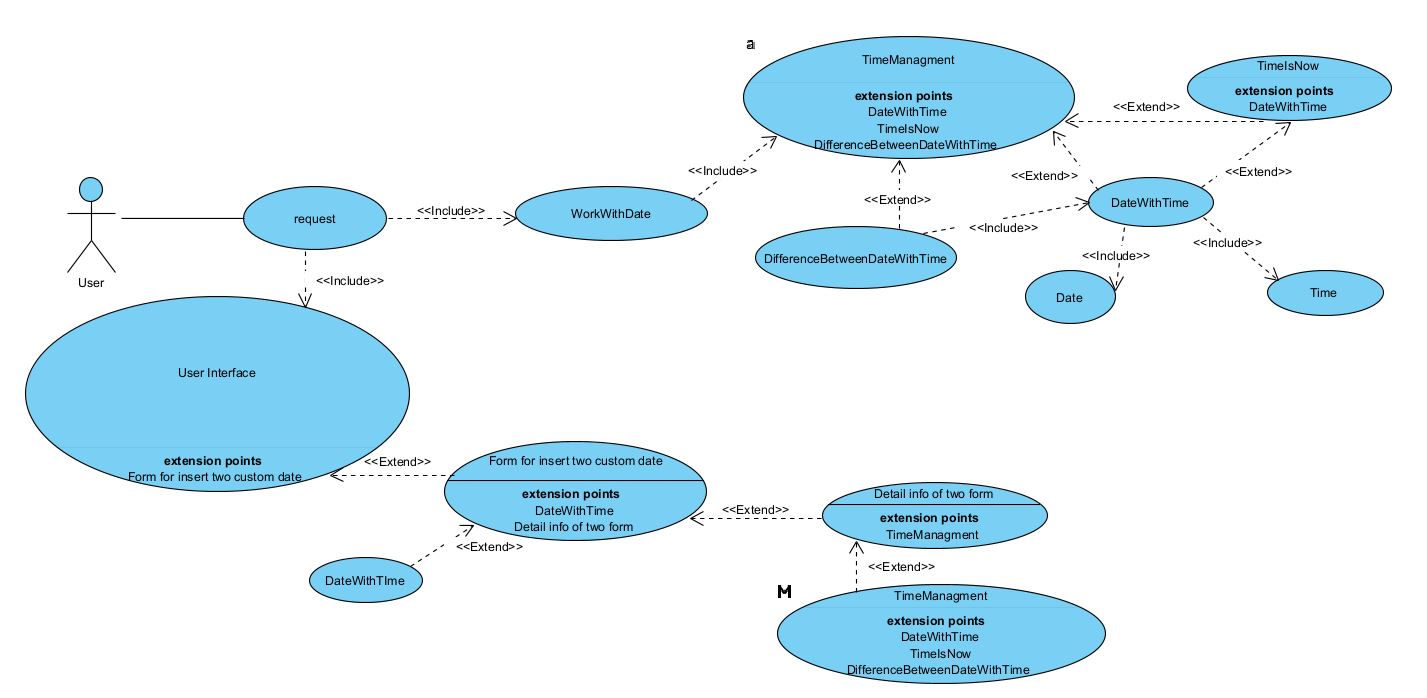 a
TimeManagment
extension points
DateWithTime
TimeIsNow
DifferenceBetweenDateWithTime
TimeIsNow
extension points
DateWithTime
<<Extend>>
<<Include>>
<<Extend>>
<<Extend>>
<<Extend>>
DateWithTime
User
request
<<Include>>
WorkWithDate
<<Include>>
<<Include>>
<<Include>>
DifferenceBetweenDateWithTime
Date
Time
<<Include>>
User Interface
extension points
Form for insert two custom date
<<Extend>>
Form for insert two custom date
extension points
DateWithTime
Detail info of two form
<<Extend>>
Detail info of two form
extension points
TimeManagment
<<Extend>>
DateWithTIme
<<Extend>>
M
TimeManagment
extension points
DateWithTime
TimeIsNow
DifferenceBetweenDateWithTime